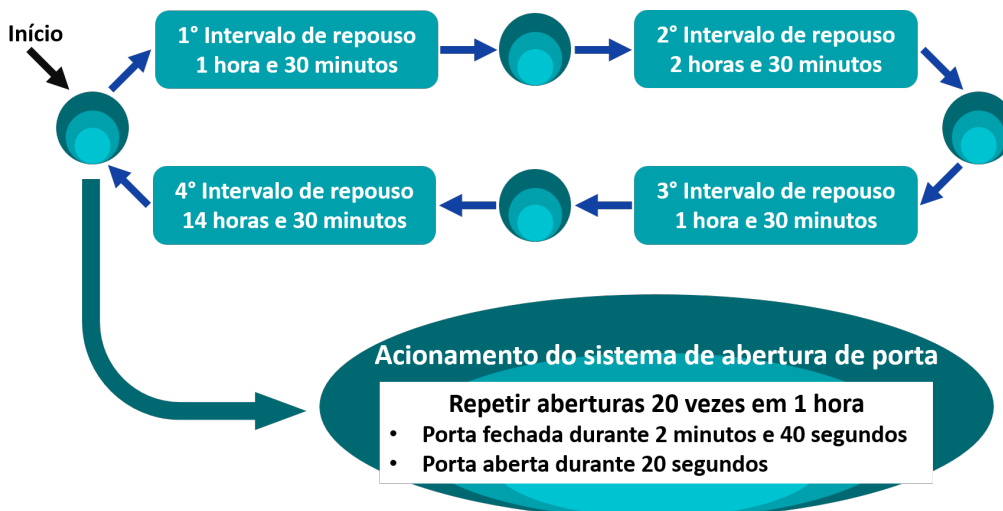 Início
1° Intervalo de repouso
1 hora e 30 minutos
2° Intervalo de repouso
2 horas e 30 minutos
4° Intervalo de repouso
14 horas e 30 minutos
3° Intervalo de repouso
1 hora e 30 minutos
Acionamento do sistema de abertura de porta
Repetir aberturas 20 vezes em 1 hora
• Porta fechada durante 2 minutos e 40 segundos
• Porta aberta durante 20 segundos